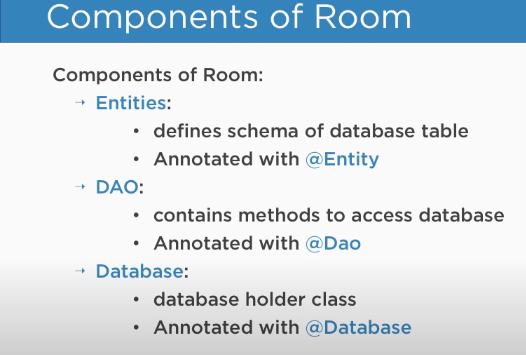 Components of Room
Components of Room:
→ Entities:
• defines schema of database table
• Annotated with @Entity
→ DAO:
• contains methods to access database
• Annotated with @Dao
→ Database:
• database holder class
• Annotated with @Database